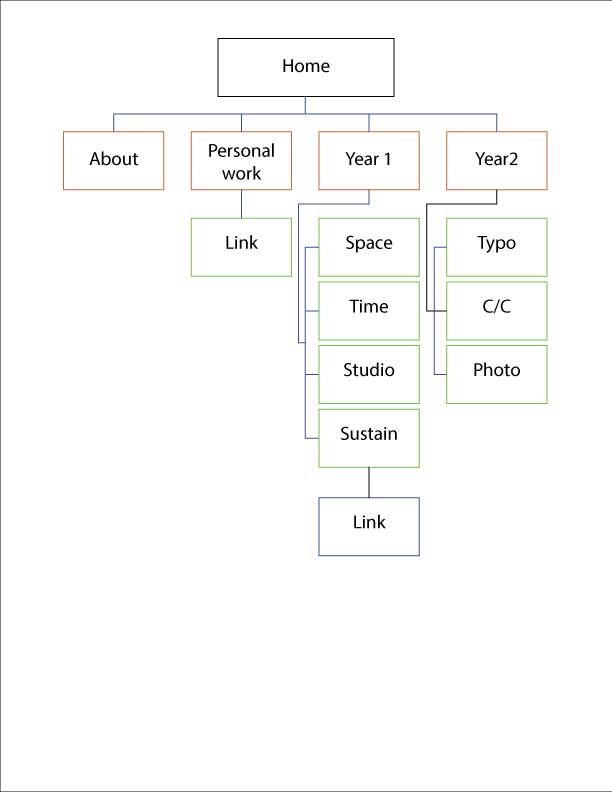 Home
About
Personal
work
Year 1
Year2
Link
Space
Typo
Time
C/C
Studio
Photo
Sustain
Link